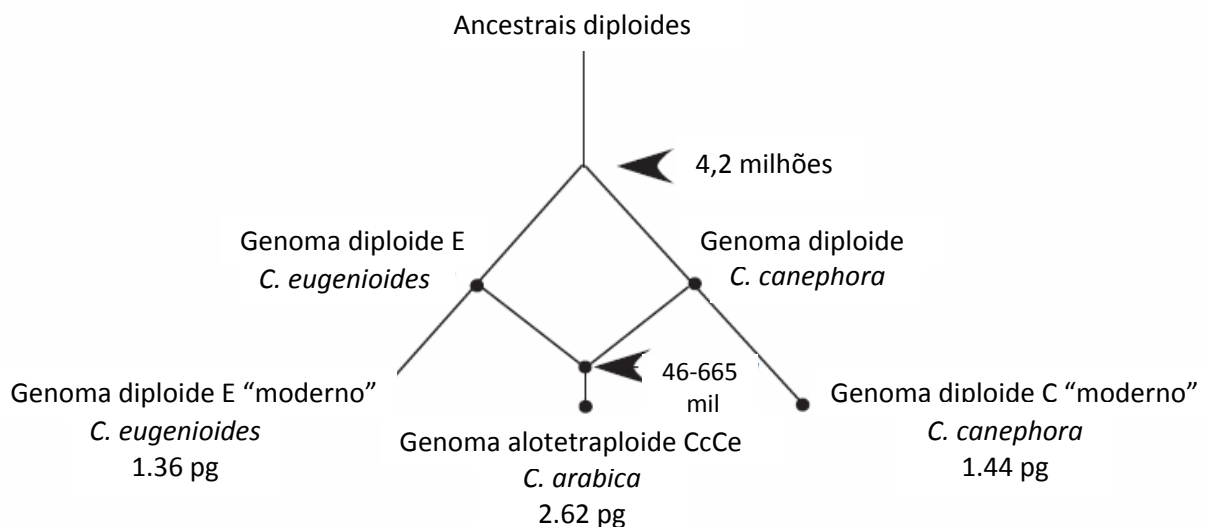 Ancestrais diploides
4,2 milhões
Genoma diploide E
C. eugenioides
Genoma diploide
C. canephora
46-665
mil
Genoma diploide E “moderno”
C. eugenioides
1.36 pg
Genoma alotetraploide CcCe
C. arabica
2.62 pg
Genoma diploide C “moderno”
C. canephora
1.44 pg